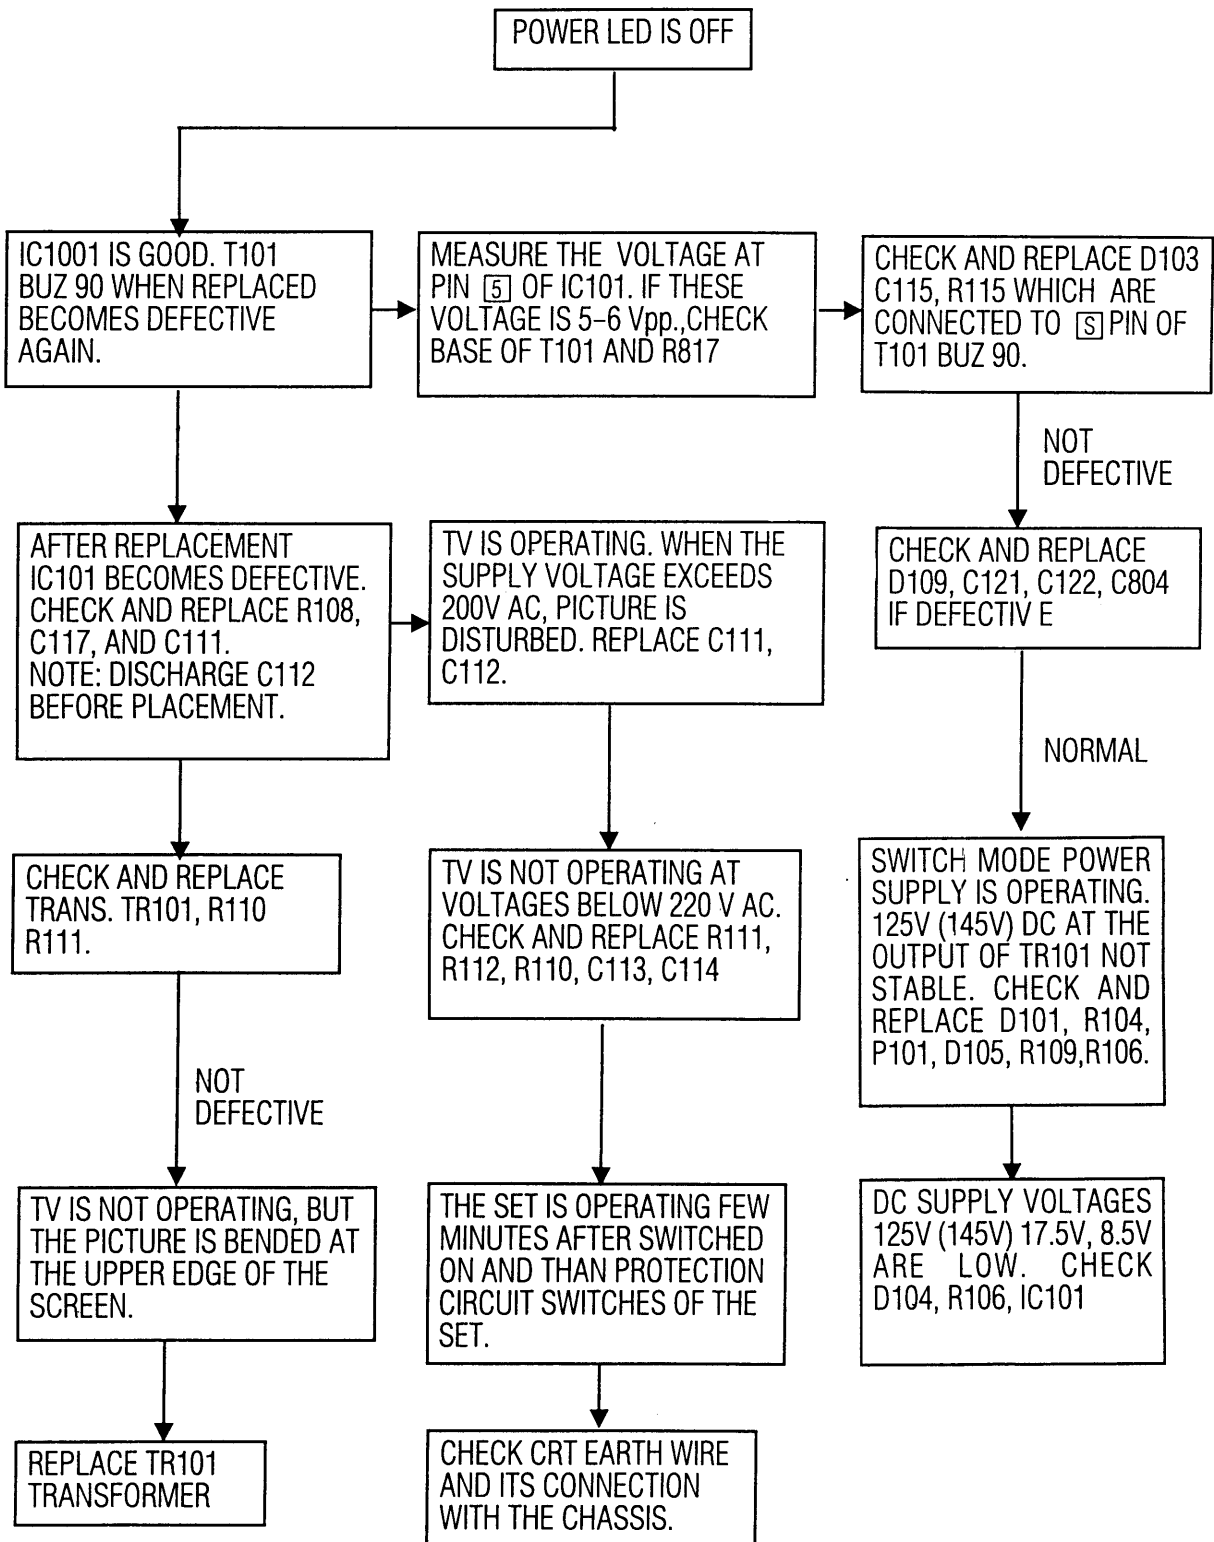 POWER LED IS OFF
IC1001 IS GOOD. T101
BUZ 90 WHEN REPLACED
BECOMES DEFECTIVE
AGAIN.
MEASURE THE VOLTAGE AT
PIN 5 OF IC101. IF THESE
VOLTAGE IS 5–6 Vpp.,CHECK
BASE OF T101 AND R817
CHECK AND REPLACE D103
C115, R115 WHICH ARE
CONNECTED TO S PIN OF
T101 BUZ 90.
NOT
DEFECTIVE
AFTER REPLACEMENT
IC101 BECOMES DEFECTIVE.
CHECK AND REPLACE R108,
C117, AND C111.
NOTE: DISCHARGE C112
BEFORE PLACEMENT.
TV IS OPERATING. WHEN THE
SUPPLY VOLTAGE EXCEEDS
200V AC, PICTURE IS
DISTURBED. REPLACE C111,
C112.
CHECK AND REPLACE
D109, C121, C122, C804
IF DEFECTIV E
NORMAL
CHECK AND REPLACE
TRANS. TR101, R110
R111.
TV IS NOT OPERATING AT
VOLTAGES BELOW 220 V AC.
CHECK AND REPLACE R111,
R112, R110, C113, C114
SWITCH MODE POWER
SUPPLY IS OPERATING.
125V (145V) DC AT THE
OUTPUT OF TR101 NOT
STABLE. CHECK AND
REPLACE D101, R104,
P101, D105, R109,R106.
NOT
DEFECTIVE
TV IS NOT OPERATING, BUT
THE PICTURE IS BENDED AT
THE UPPER EDGE OF THE
SCREEN.
THE SET IS OPERATING FEW
MINUTES AFTER SWITCHED
ON AND THAN PROTECTION
CIRCUIT SWITCHES OF THE
SET.
DC SUPPLY VOLTAGES
125V (145V) 17.5V, 8.5V
ARE LOW. CHECK
D104, R106, IC101
REPLACE TR101
TRANSFORMER
CHECK CRT EARTH WIRE
AND ITS CONNECTION
WITH THE CHASSIS.